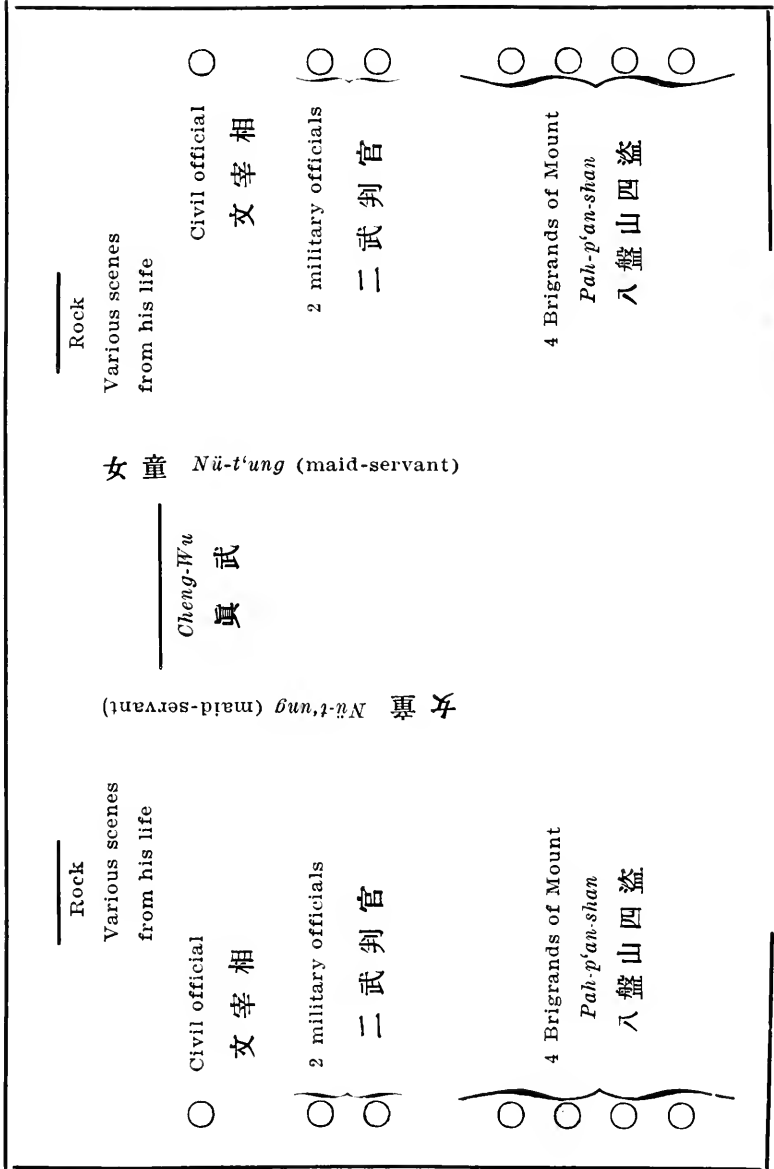 Rock
Various scenes
from his life
Civil official
文宰相
2 military officials
二武判官
4 Brigrands of Mount
Pah-p‘an-shan
八盤山四盜
女童 Nü-t‘ung (maid-servant)
Cheng-Wu
眞武
女童 Nü-t‘ung (maid-servant)
Rock
Various scenes
from his life
Civil official
文宰相
2 military officials
二武判官
4 Brigrands of Mount
Pah-p‘an-shan
八盤山四盜